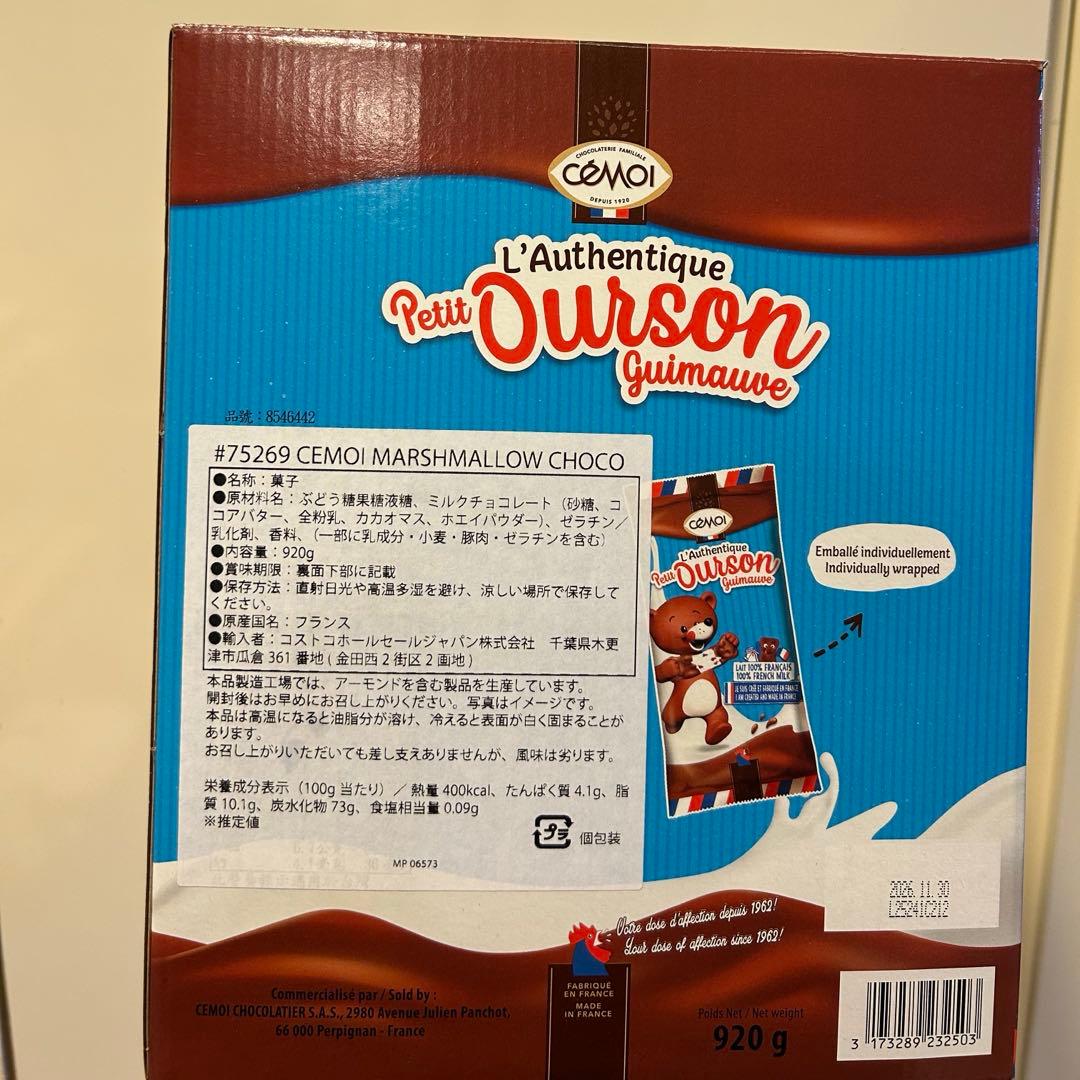 CHOCOLATERIE FAMILIALE
CÉMOI
DEPUIS 1920
L'Authentique
Petit Ourson
Guimauve
品號：8546442
#75269 CEMOI MARSHMALLOW CHOCO
●名称：菓子
●原材料名：ぶどう糖果糖液糖、ミルクチョコレート（砂糖、コ
コアバター、全粉乳、カカオマス、ホエイパウダー）、ゼラチン／
乳化剤、香料、（一部に乳成分・小麦・豚肉・ゼラチンを含む）
●内容量：920g
●賞味期限：裏面下部に記載
●保存方法：直射日光や高温多湿を避け、涼しい場所で保存して
ください。
●原産国名：フランス
●輸入者：コストコホールセールジャパン株式会社　千葉県木更
津市瓜倉 361 番地 ( 金田西 2 街区 2 画地 )
本品製造工場では、アーモンドを含む製品を生産しています。
開封後はお早めにお召し上がりください。写真はイメージです。
本品は高温になると油脂分が溶け、冷えると表面が白く固まることが
あります。
お召し上がりいただいても差し支えありませんが、風味は劣ります。
栄養成分表示（100g 当たり）／ 熱量 400kcal、たんぱく質 4.1g、脂
質 10.1g、炭水化物 73g、食塩相当量 0.09g
※推定値
プラ 個包装
MP 06573
CÉMOI
L'Authentique
Petit Ourson
Guimauve
LAIT 100% FRANÇAIS
100% FRENCH MILK
JE SUIS CRÉÉ ET FABRIQUÉ EN FRANCE
I AM CREATED AND MADE IN FRANCE
Emballé individuellement
Individually wrapped
2026.11.30
L25241C212
Votre dose d'affection depuis 1962!
Your dose of affection since 1962!
FABRIQUÉ
EN FRANCE
MADE
IN FRANCE
Commercialisé par / Sold by :
CEMOI CHOCOLATIER S.A.S., 2980 Avenue Julien Panchot,
66 000 Perpignan - France
Poids Net / Net weight
920 g
3 173289 232503